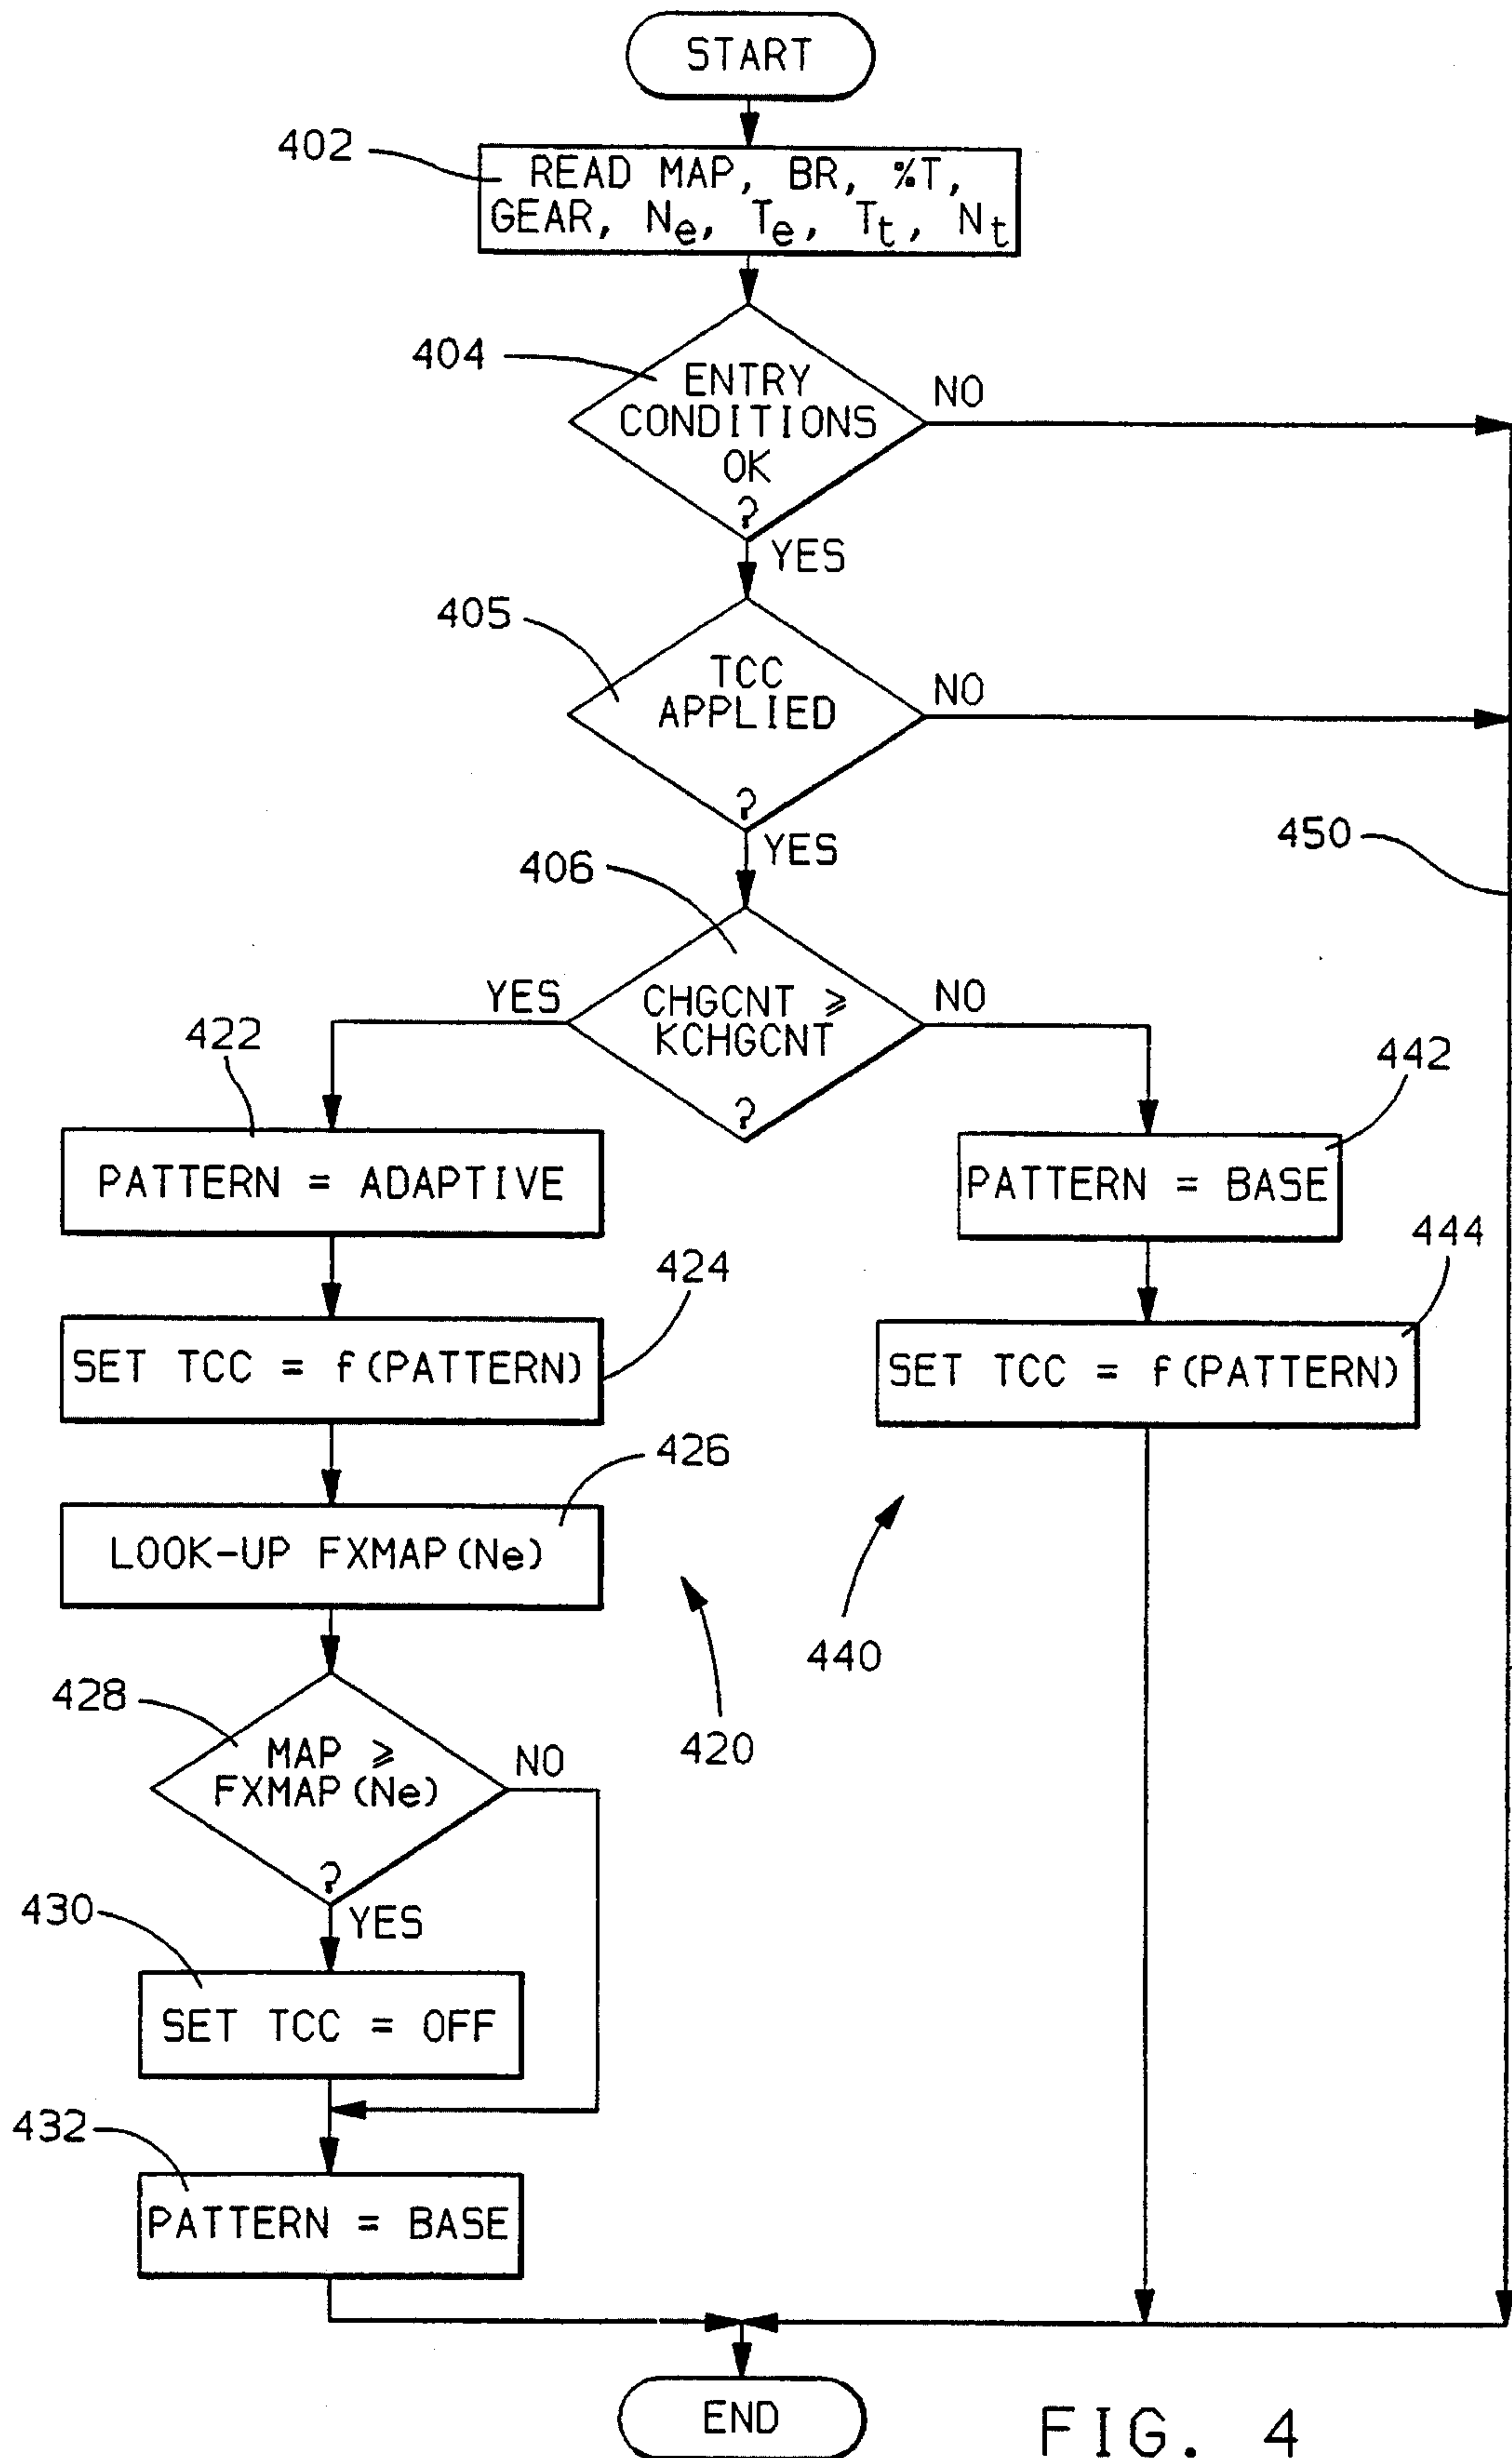 START
402
READ MAP, BR, %T,
GEAR, Ne, Te, Tt, Nt
404
ENTRY
CONDITIONS
OK
?
NO
YES
405
TCC
APPLIED
?
NO
YES
450
406
CHGCNT ≥
KCHGCNT
?
YES
NO
422
PATTERN = ADAPTIVE
442
PATTERN = BASE
424
SET TCC = f(PATTERN)
444
SET TCC = f(PATTERN)
426
LOOK-UP FXMAP(Ne)
440
420
428
MAP ≥
FXMAP(Ne)
?
NO
YES
430
SET TCC = OFF
432
PATTERN = BASE
END
FIG. 4